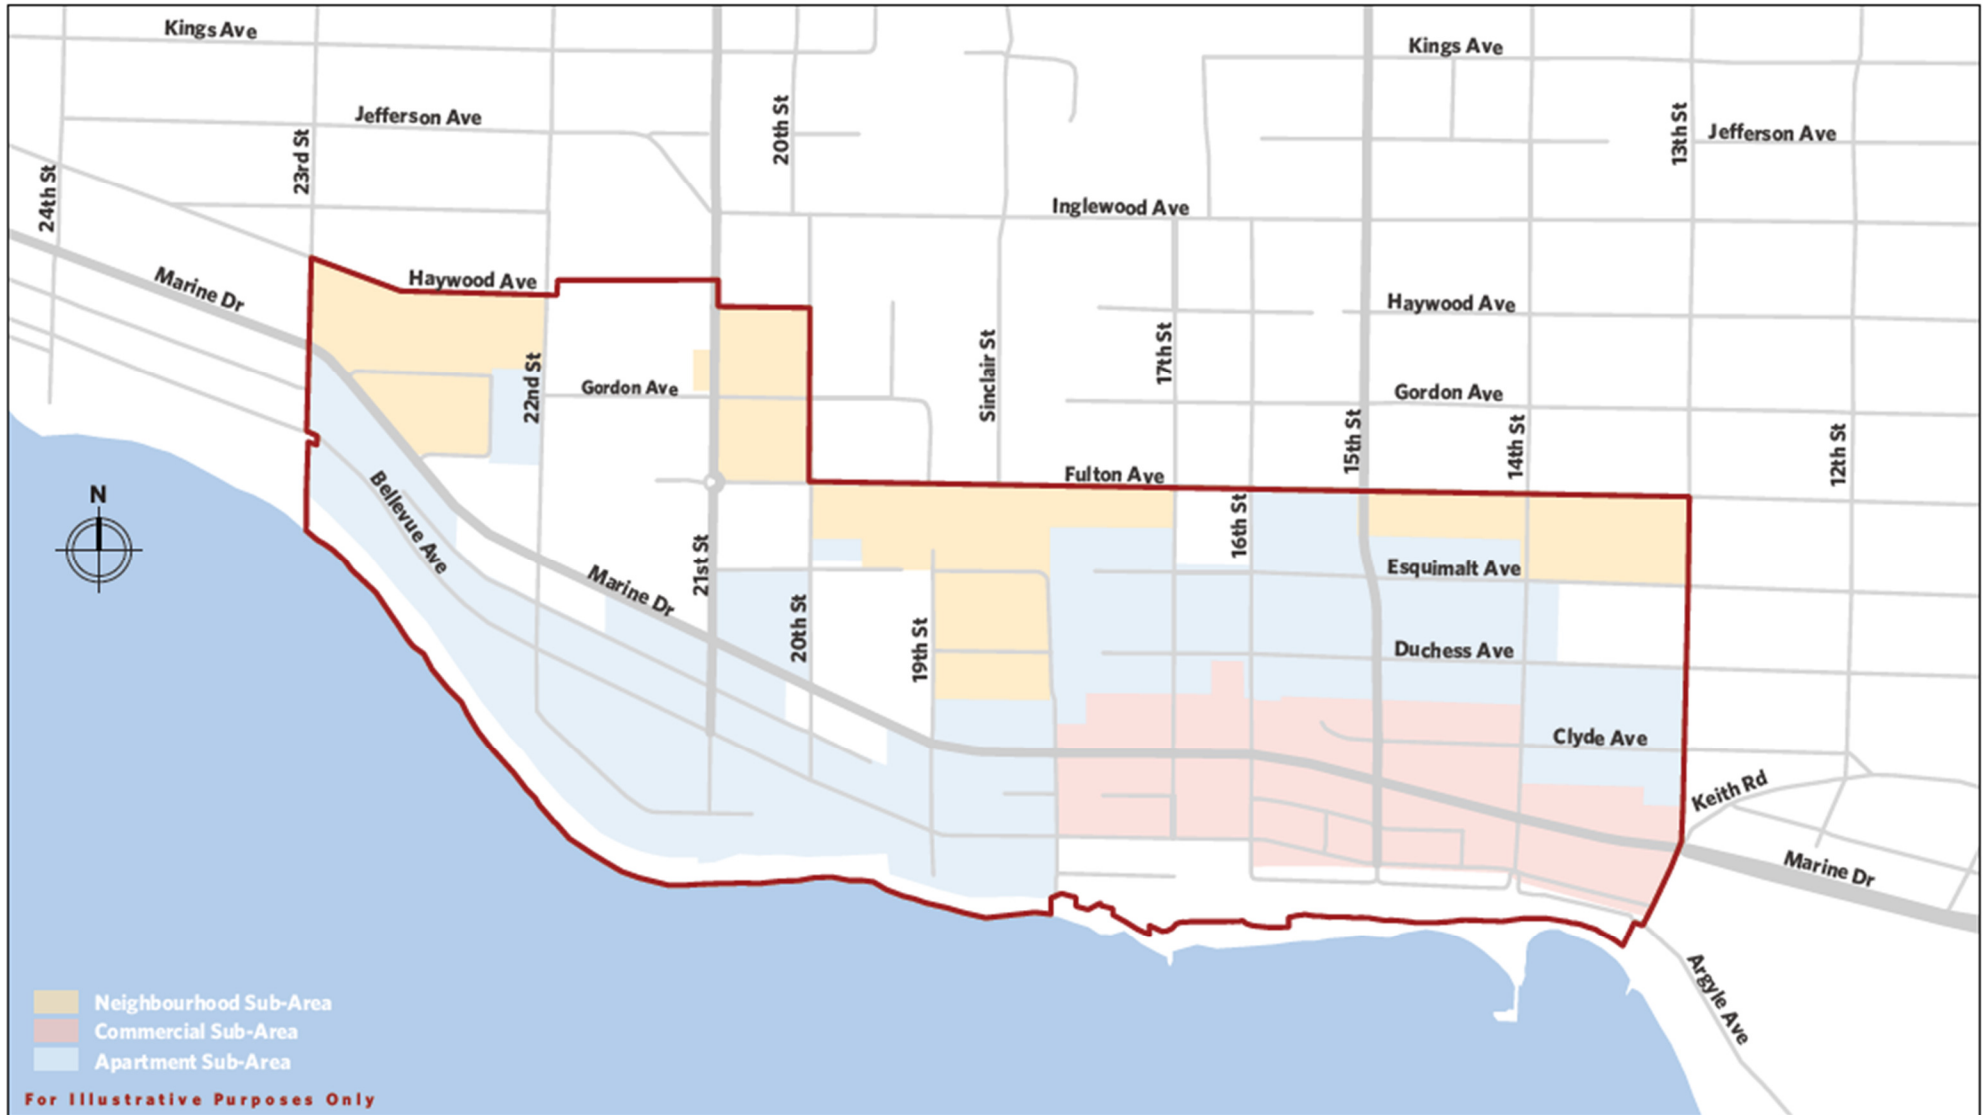 Kings Ave
Kings Ave
Jefferson Ave
Jefferson Ave
20th St
13th St
23rd St
24th St
Inglewood Ave
Marine Dr
Haywood Ave
Haywood Ave
22nd St
Gordon Ave
Sinclair St
17th St
Gordon Ave
15th St
14th St
12th St
Fulton Ave
N
Bellevue Ave
16th St
21st St
Marine Dr
Esquimalt Ave
20th St
19th St
Duchess Ave
Clyde Ave
Keith Rd
Marine Dr
Argyle Ave
Neighbourhood Sub-Area
Commercial Sub-Area
Apartment Sub-Area
For Illustrative Purposes Only